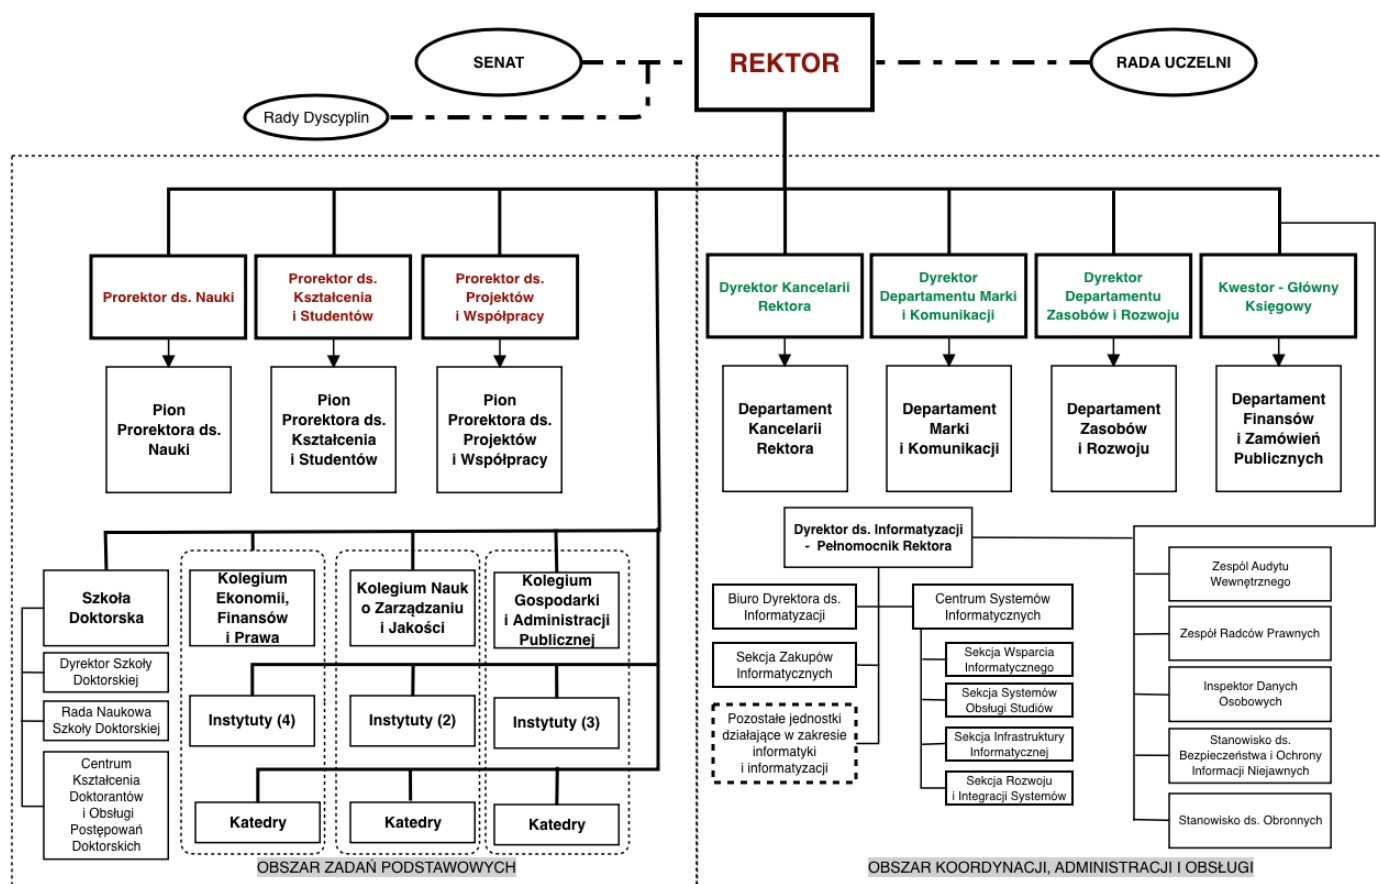 SENAT
REKTOR
RADA UCZELNI
Rady Dyscyplin
Prorektor ds. Nauki
Prorektor ds.
Kształcenia
i Studentów
Prorektor ds.
Projektów
i Współpracy
Dyrektor Kancelarii
Rektora
Dyrektor
Departamentu Marki
i Komunikacji
Dyrektor
Departamentu
Zasobów i Rozwoju
Kwestor - Główny
Księgowy
Pion
Prorektora ds.
Nauki
Pion
Prorektora ds.
Kształcenia
i Studentów
Pion
Prorektora ds.
Projektów
i Współpracy
Departament
Kancelarii
Rektora
Departament
Marki
i Komunikacji
Departament
Zasobów
i Rozwoju
Departament
Finansów
i Zamówień
Publicznych
Szkoła
Doktorska
Dyrektor Szkoły
Doktorskiej
Rada Naukowa
Szkoły Doktorskiej
Centrum
Kształcenia
Doktorantów
i Obsługi
Postępowań
Doktorskich
Kolegium
Ekonomii,
Finansów
i Prawa
Kolegium Nauk
o Zarządzaniu
i Jakości
Kolegium
Gospodarki
i Administracji
Publicznej
Instytuty (4)
Instytuty (2)
Instytuty (3)
Katedry
Katedry
Katedry
OBSZAR ZADAŃ PODSTAWOWYCH
Dyrektor ds. Informatyzacji
- Pełnomocnik Rektora
Biuro Dyrektora ds.
Informatyzacji
Sekcja Zakupów
Informatycznych
Pozostałe jednostki
działające w zakresie
informatyki
i informatyzacji
Centrum Systemów
Informatycznych
Sekcja Wsparcia
Informatycznego
Sekcja Systemów
Obsługi Studiów
Sekcja Infrastruktury
Informatycznej
Sekcja Rozwoju
i Integracji Systemów
Zespól Audytu
Wewnętrznego
Zespół Radców Prawnych
Inspektor Danych
Osobowych
Stanowisko ds.
Bezpieczeństwa i Ochrony
Informacji Niejawnych
Stanowisko ds. Obronnych
OBSZAR KOORDYNACJI, ADMINISTRACJI I OBSŁUGI